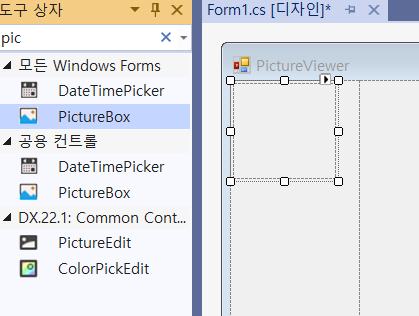 도구 상자
pic
모든 Windows Forms
DateTimePicker
PictureBox
공용 컨트롤
DateTimePicker
PictureBox
DX.22.1: Common Cont...
PictureEdit
ColorPickEdit
Form1.cs [디자인]*
PictureViewer